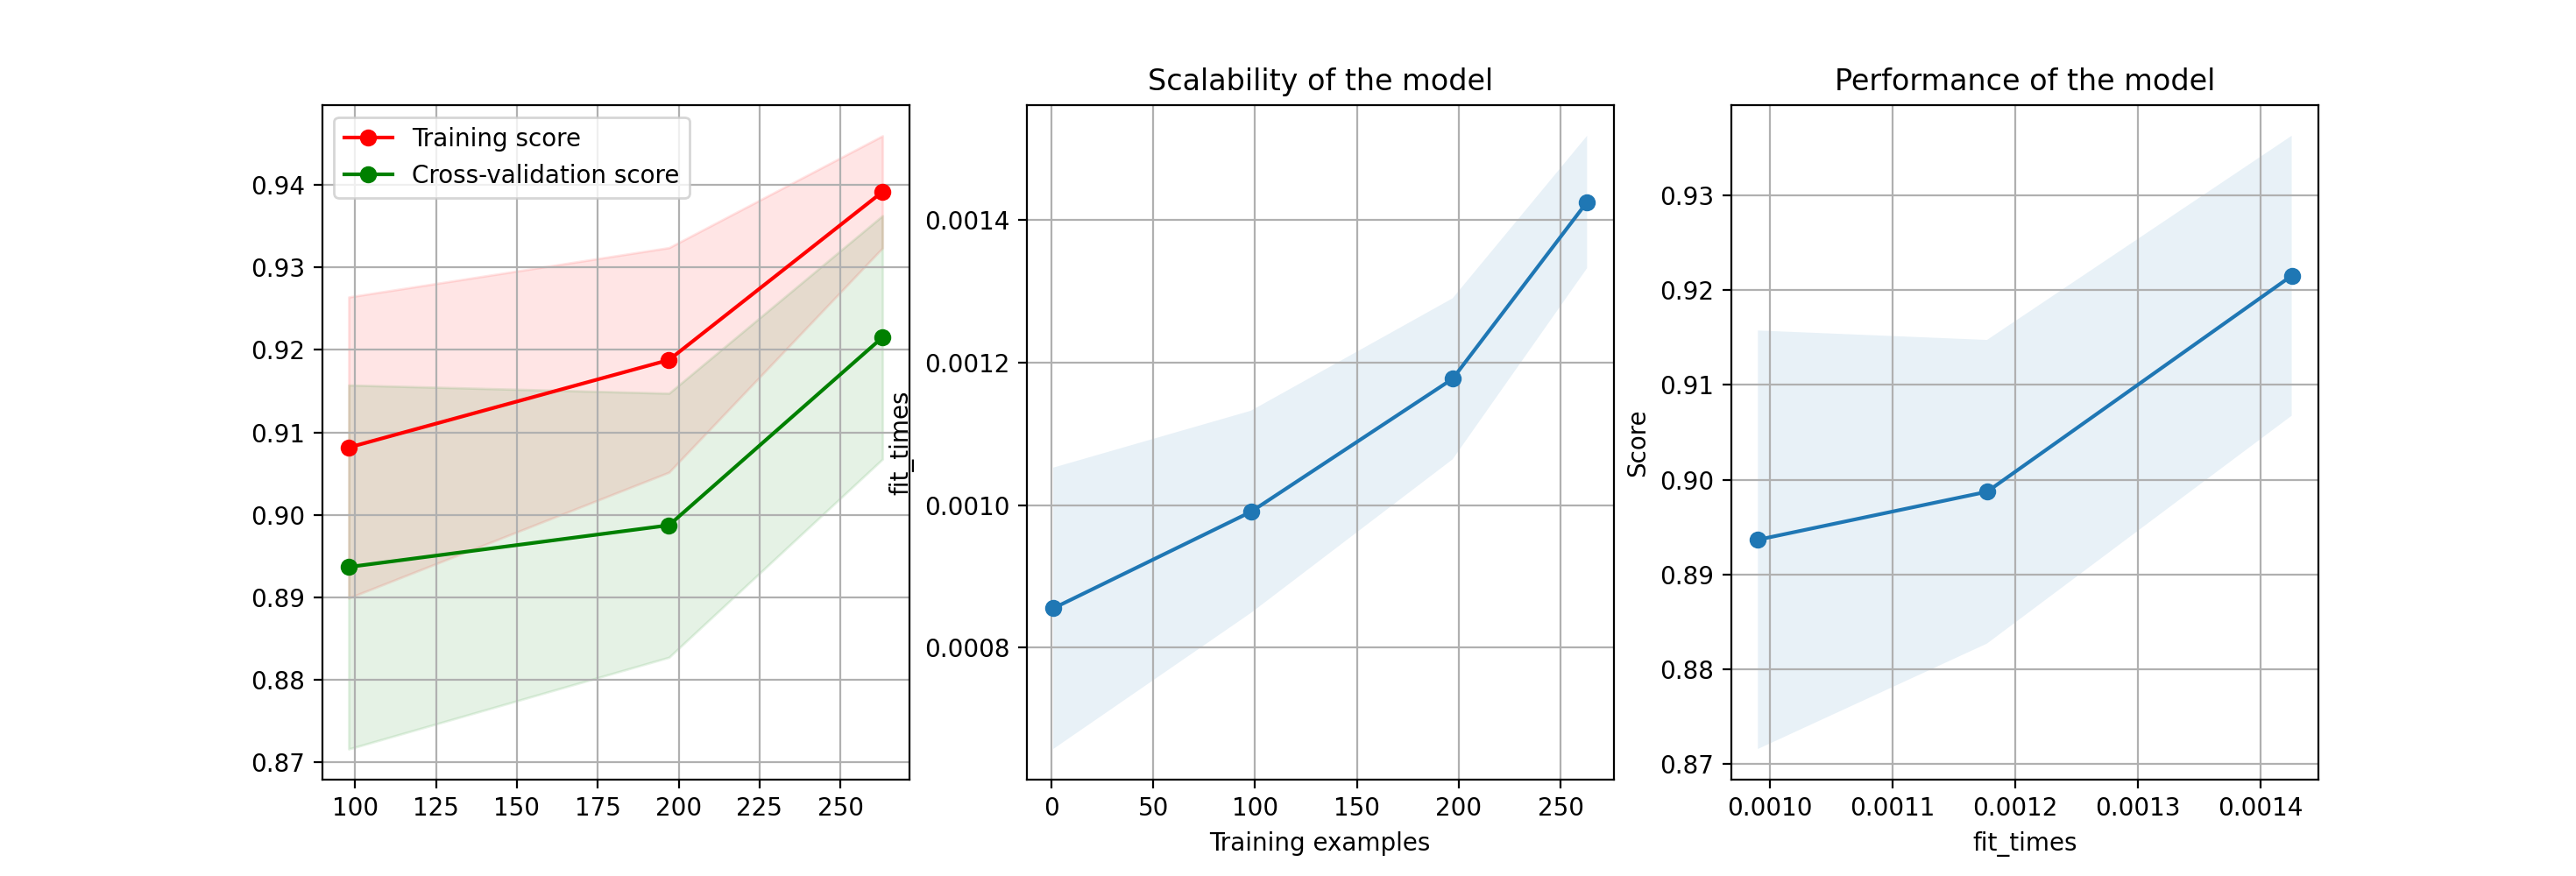 Training score
Cross-validation score
0.94
0.93
0.92
0.91
0.90
0.89
0.88
0.87
100 125 150 175 200 225 250
Scalability of the model
fit_times
0.0014
0.0012
0.0010
0.0008
0 50 100 150 200 250
Training examples
Performance of the model
Score
0.93
0.92
0.91
0.90
0.89
0.88
0.87
0.0010 0.0011 0.0012 0.0013 0.0014
fit_times